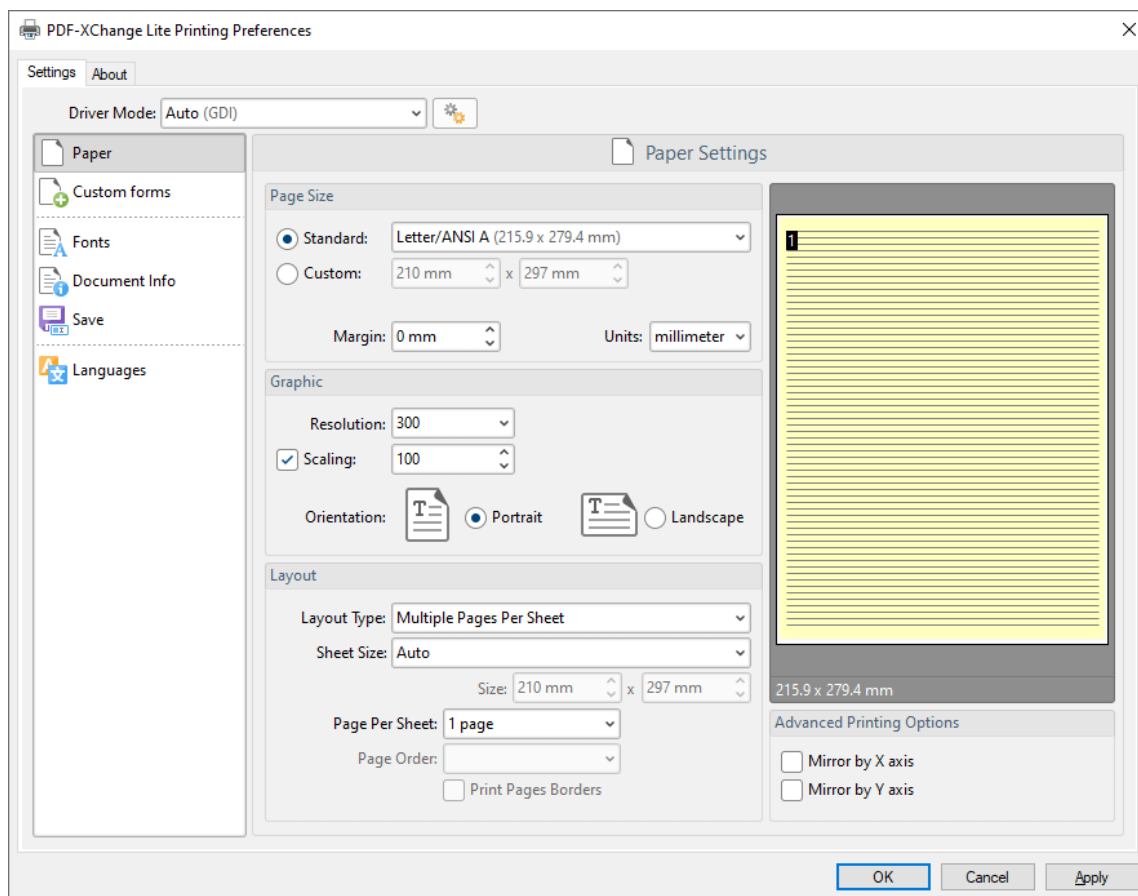 PDF-XChange Lite Printing Preferences
Settings About
Driver Mode: Auto (GDI)
Paper
Custom forms
Fonts
Document Info
Save
Languages
Paper Settings
Page Size
Standard: Letter/ANSI A (215.9 x 279.4 mm)
Custom: 210 mm x 297 mm
Margin: 0 mm Units: millimeter
Graphic
Resolution: 300
Scaling: 100
Orientation: T Portrait T Landscape
Layout
Layout Type: Multiple Pages Per Sheet
Sheet Size: Auto
Size: 210 mm x 297 mm
Page Per Sheet: 1 page
Page Order:
Print Pages Borders
1
215.9 x 279.4 mm
Advanced Printing Options
Mirror by X axis
Mirror by Y axis
OK Cancel Apply